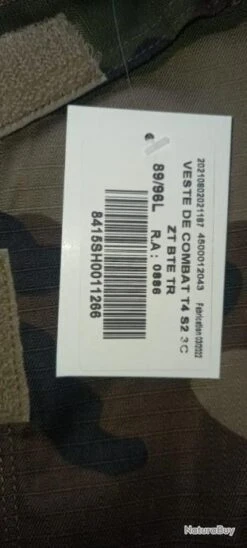 20210802021187 4500012043 Fabrication 03/2022
VESTE DE COMBAT T4 S2 3C
ZT BTE TR
89/96L R.A : 0886
8415SH0011266
NaturaBuy